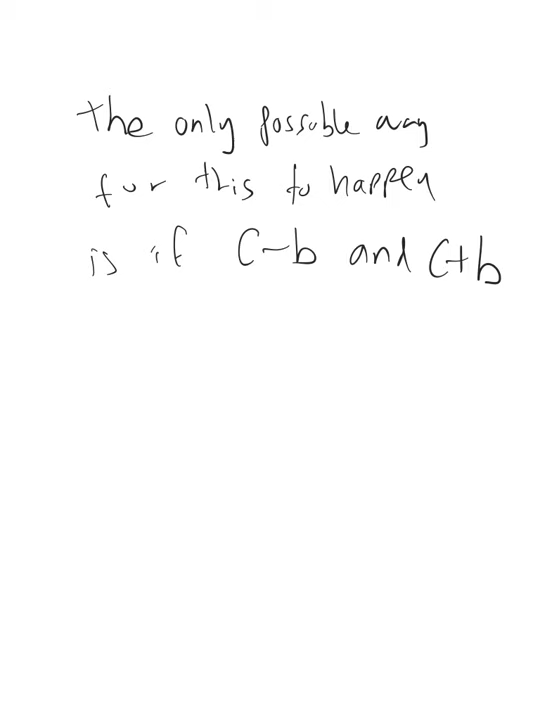 the only possible way
for this to happen
is if c-b and c+b